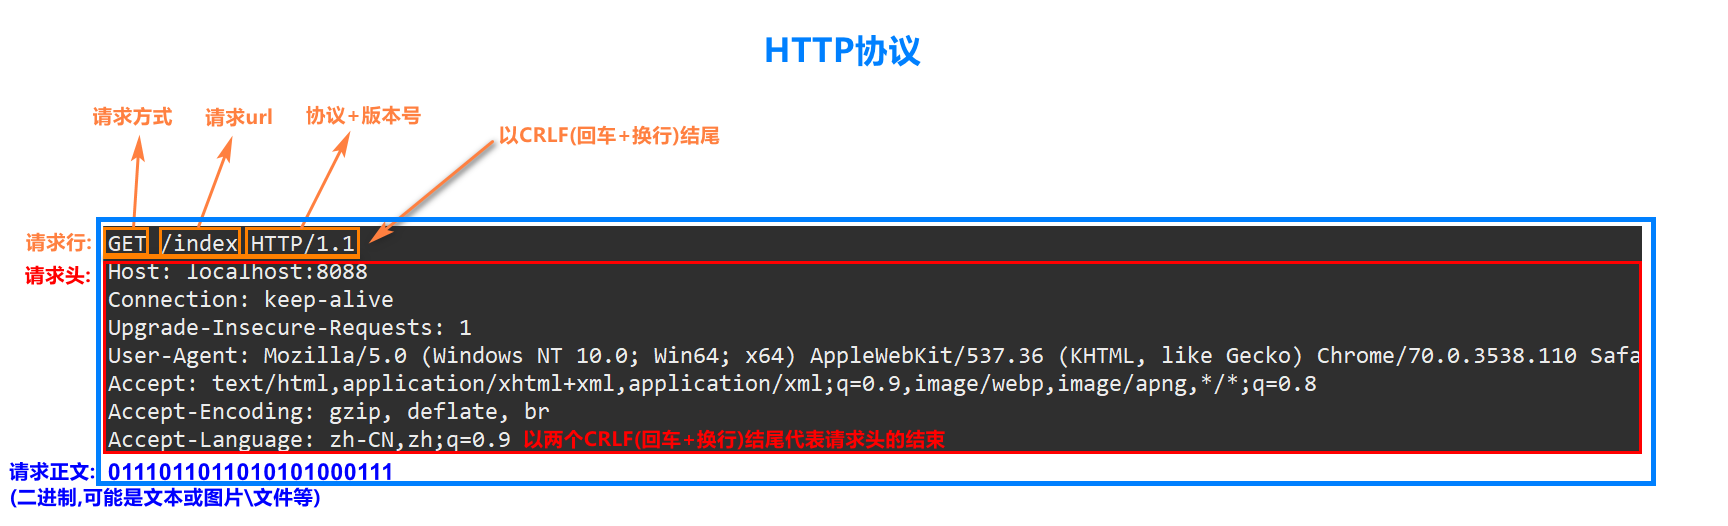 HTTP协议
请求方式 请求url 协议+版本号
以CRLF(回车+换行)结尾
请求行: GET /index HTTP/1.1
请求头: Host: localhost:8088
Connection: keep-alive
Upgrade-Insecure-Requests: 1
User-Agent: Mozilla/5.0 (Windows NT 10.0; Win64; x64) AppleWebKit/537.36 (KHTML, like Gecko) Chrome/70.0.3538.110 Safa
Accept: text/html,application/xhtml+xml,application/xml;q=0.9,image/webp,image/apng,*/*;q=0.8
Accept-Encoding: gzip, deflate, br
Accept-Language: zh-CN,zh;q=0.9 以两个CRLF(回车+换行)结尾代表请求头的结束
请求正文: 0111011011010101000111
(二进制,可能是文本或图片\文件等)